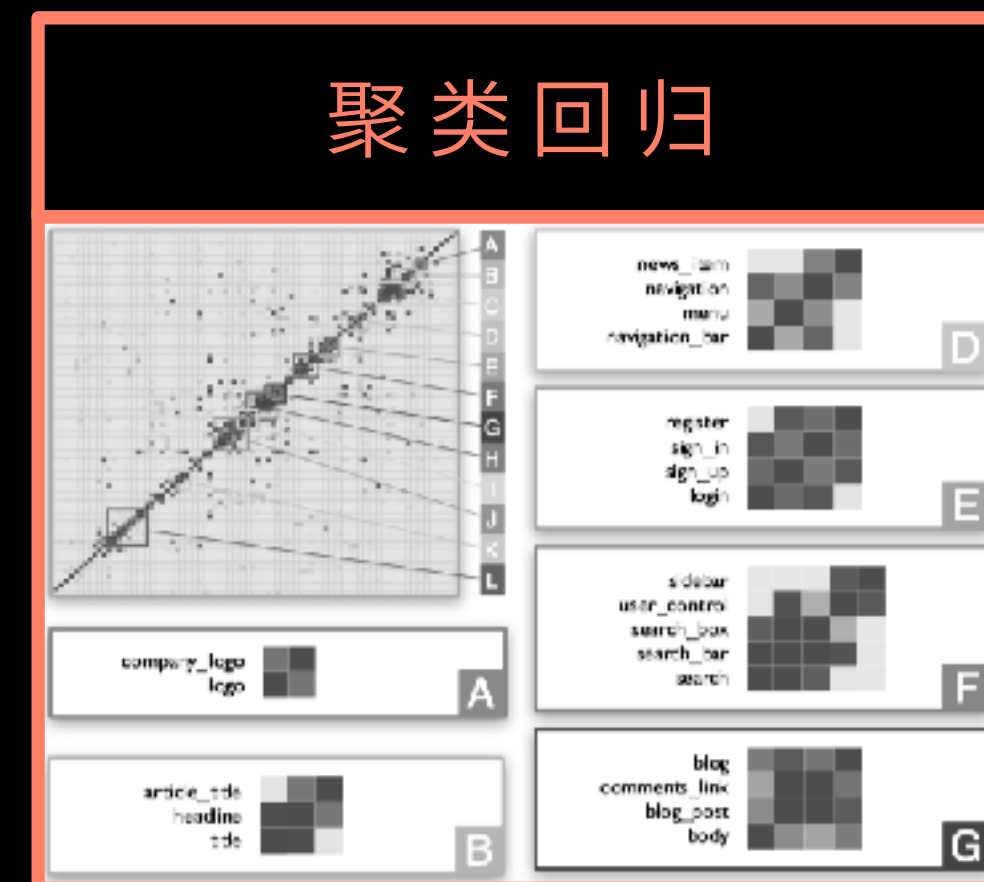 聚类回归
A
B
C
D
E
F
G
H
I
J
K
L
company_logo
logo
A
article_title
headline
title
B
news_item
navigation
menu
navigation_bar
D
register
sign_in
sign_up
login
E
sidebar
user_control
search_box
search_bar
search
F
blog
comments_link
blog_post
body
G